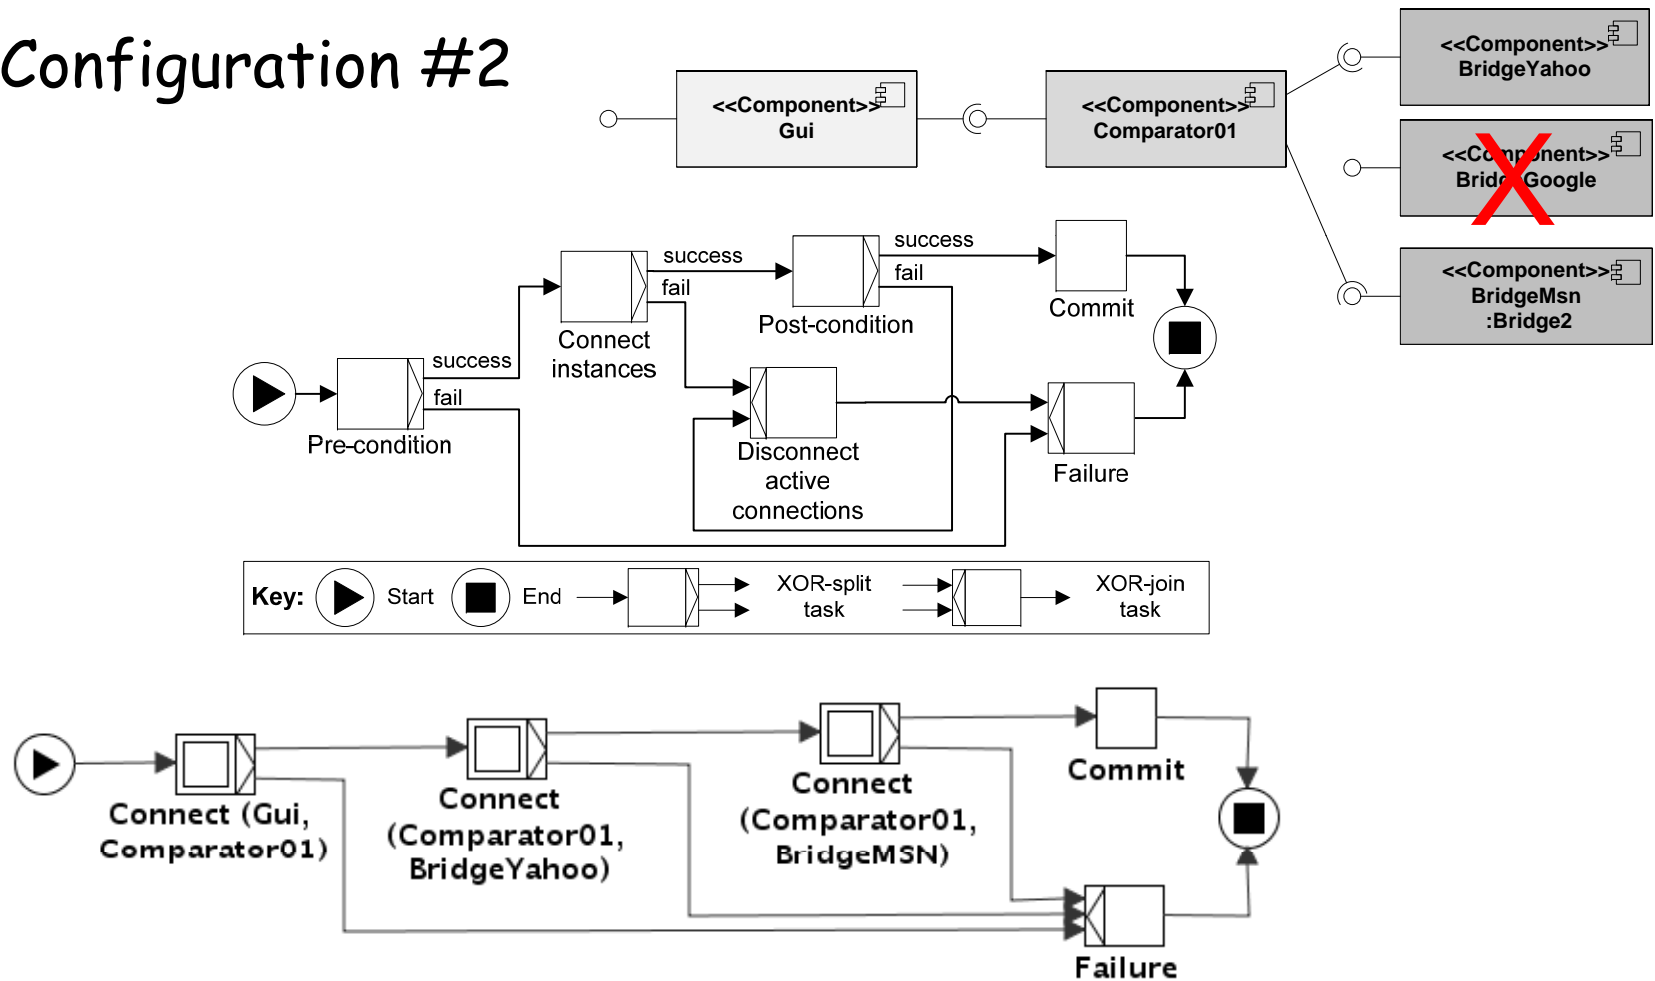 Configuration #2
<<Component>>
Gui
<<Component>>
Comparator01
<<Component>>
BridgeYahoo
<<Component>>
BridgeGoogle
X
<<Component>>
BridgeMsn
:Bridge2
success
fail
Pre-condition
success
fail
Connect
instances
success
fail
Post-condition
Commit
Disconnect
active
connections
Failure
Key:
Start
End
XOR-split
task
XOR-join
task
Connect (Gui,
Comparator01)
Connect
(Comparator01,
BridgeYahoo)
Connect
(Comparator01,
BridgeMSN)
Commit
Failure